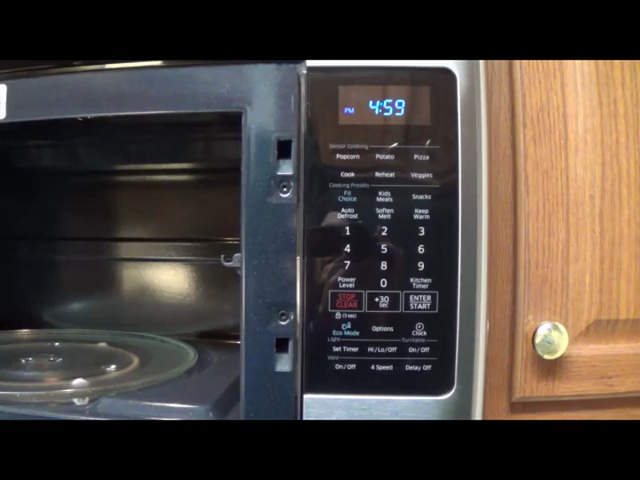 PM 4:59
Sensor Cooking
Popcorn Potato Pizza
Cook Reheat Veggies
Cooking Presets
Fit Choice Kids Meals Snacks
Auto Defrost Soften Melt Keep Warm
1 2 3
4 5 6
7 8 9
Power Level 0 Kitchen Timer
STOP CLEAR +30 SEC ENTER START
(3 sec)
Eco Mode Options Clock
Light Turntable
Set Timer Hi/Lo/Off On/Off
Vent
On/Off 4 Speed Delay Off